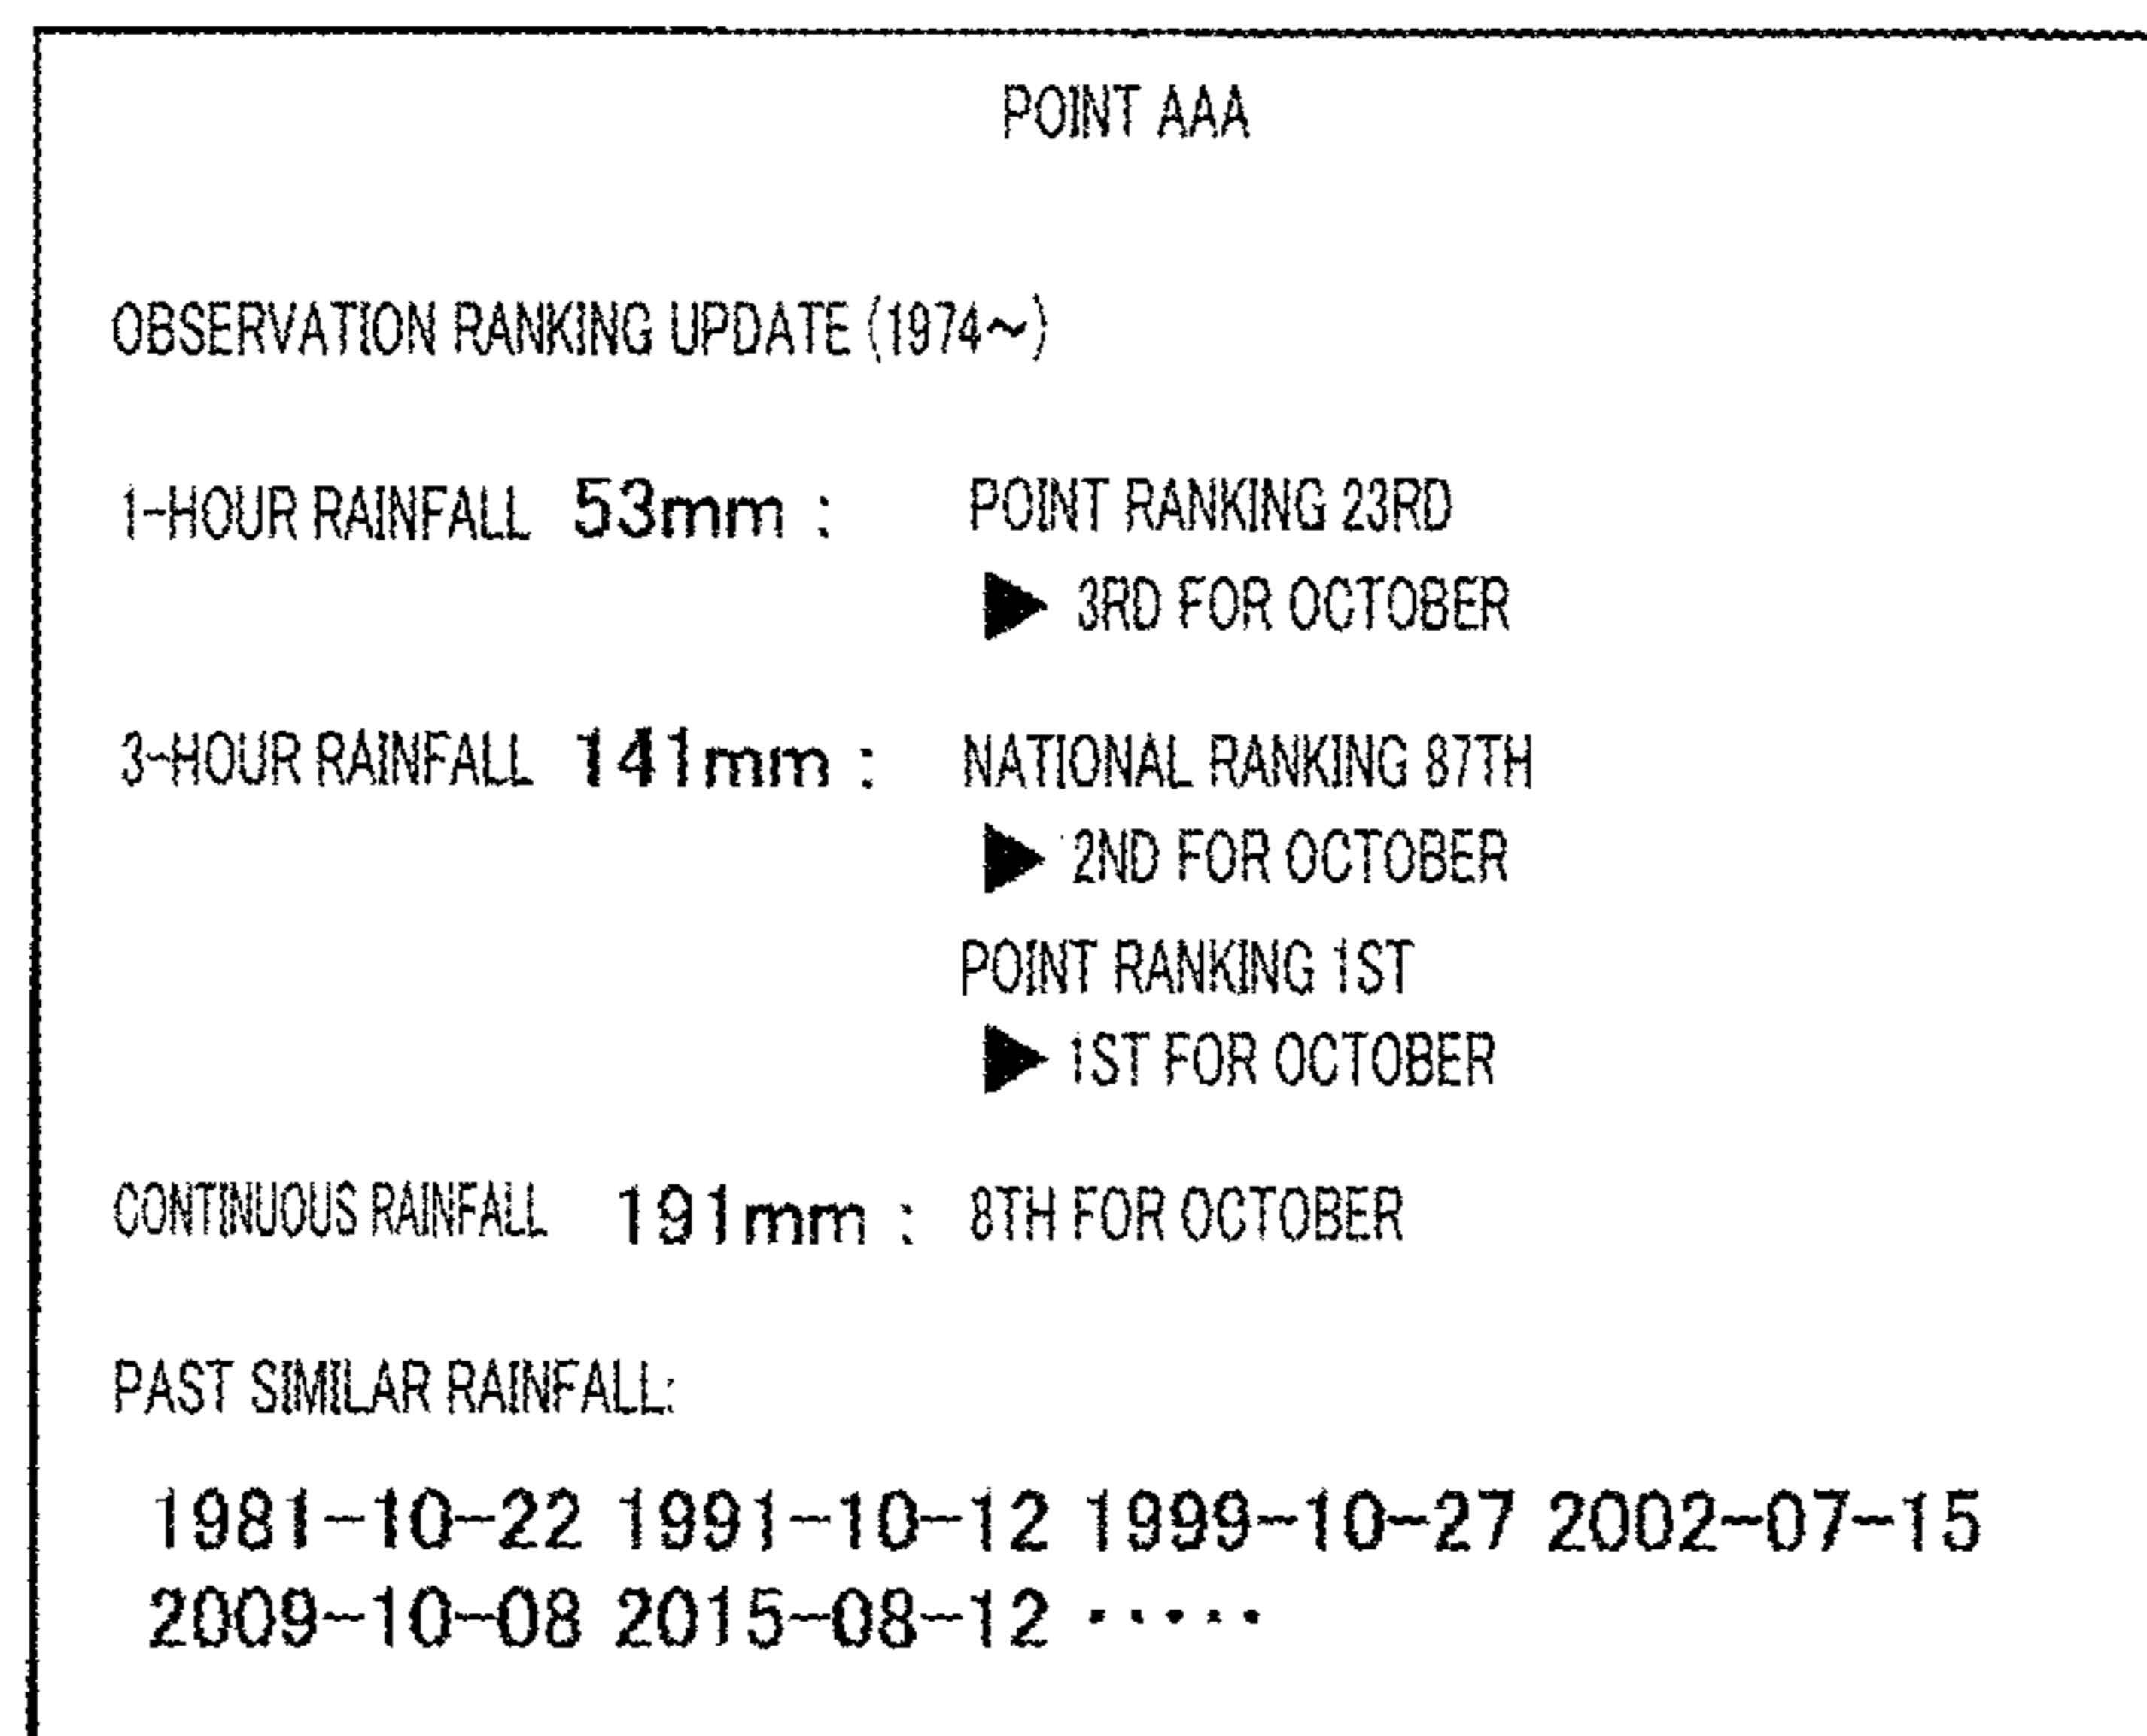 POINT AAA
OBSERVATION RANKING UPDATE (1974~)
1-HOUR RAINFALL 53mm : POINT RANKING 23RD
▶ 3RD FOR OCTOBER
3-HOUR RAINFALL 141mm : NATIONAL RANKING 87TH
▶ 2ND FOR OCTOBER
POINT RANKING 1ST
▶ 1ST FOR OCTOBER
CONTINUOUS RAINFALL 191mm : 8TH FOR OCTOBER
PAST SIMILAR RAINFALL:
1981-10-22 1991-10-12 1999-10-27 2002-07-15
2009-10-08 2015-08-12 ·····